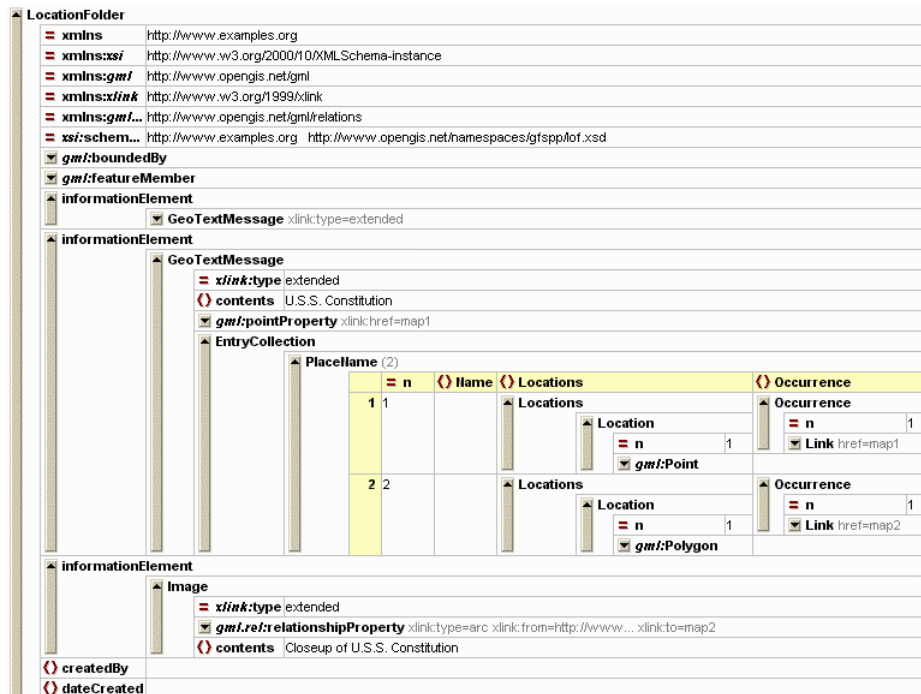 LocationFolder
= xmlns http://www.examples.org
= xmlns:xsi http://www.w3.org/2000/10/XMLSchema-instance
= xmlns:gml http://www.opengis.net/gml
= xmlns:xlink http://www.w3.org/1999/xlink
= xmlns:gml... http://www.opengis.net/gml/relations
= xsi:schem... http://www.examples.org http://www.opengis.net/namespaces/gfspp/lof.xsd
gml:boundedBy
gml:featureMember
informationElement
GeoTextMessage xlink:type=extended
informationElement
GeoTextMessage
= xlink:type extended
() contents U.S.S. Constitution
gml:pointProperty xlink:href=map1
EntryCollection
PlaceName (2)
= n () Name () Locations () Occurrence
1 1 Locations Occurrence
Location = n 1
= n 1 Link href=map1
gml:Point
2 2 Locations Occurrence
Location = n 1
= n 1 Link href=map2
gml:Polygon
informationElement
Image
= xlink:type extended
gml.rel:relationshipProperty xlink:type=arc xlink:from=http://www... xlink:to=map2
() contents Closeup of U.S.S. Constitution
() createdBy
() dateCreated